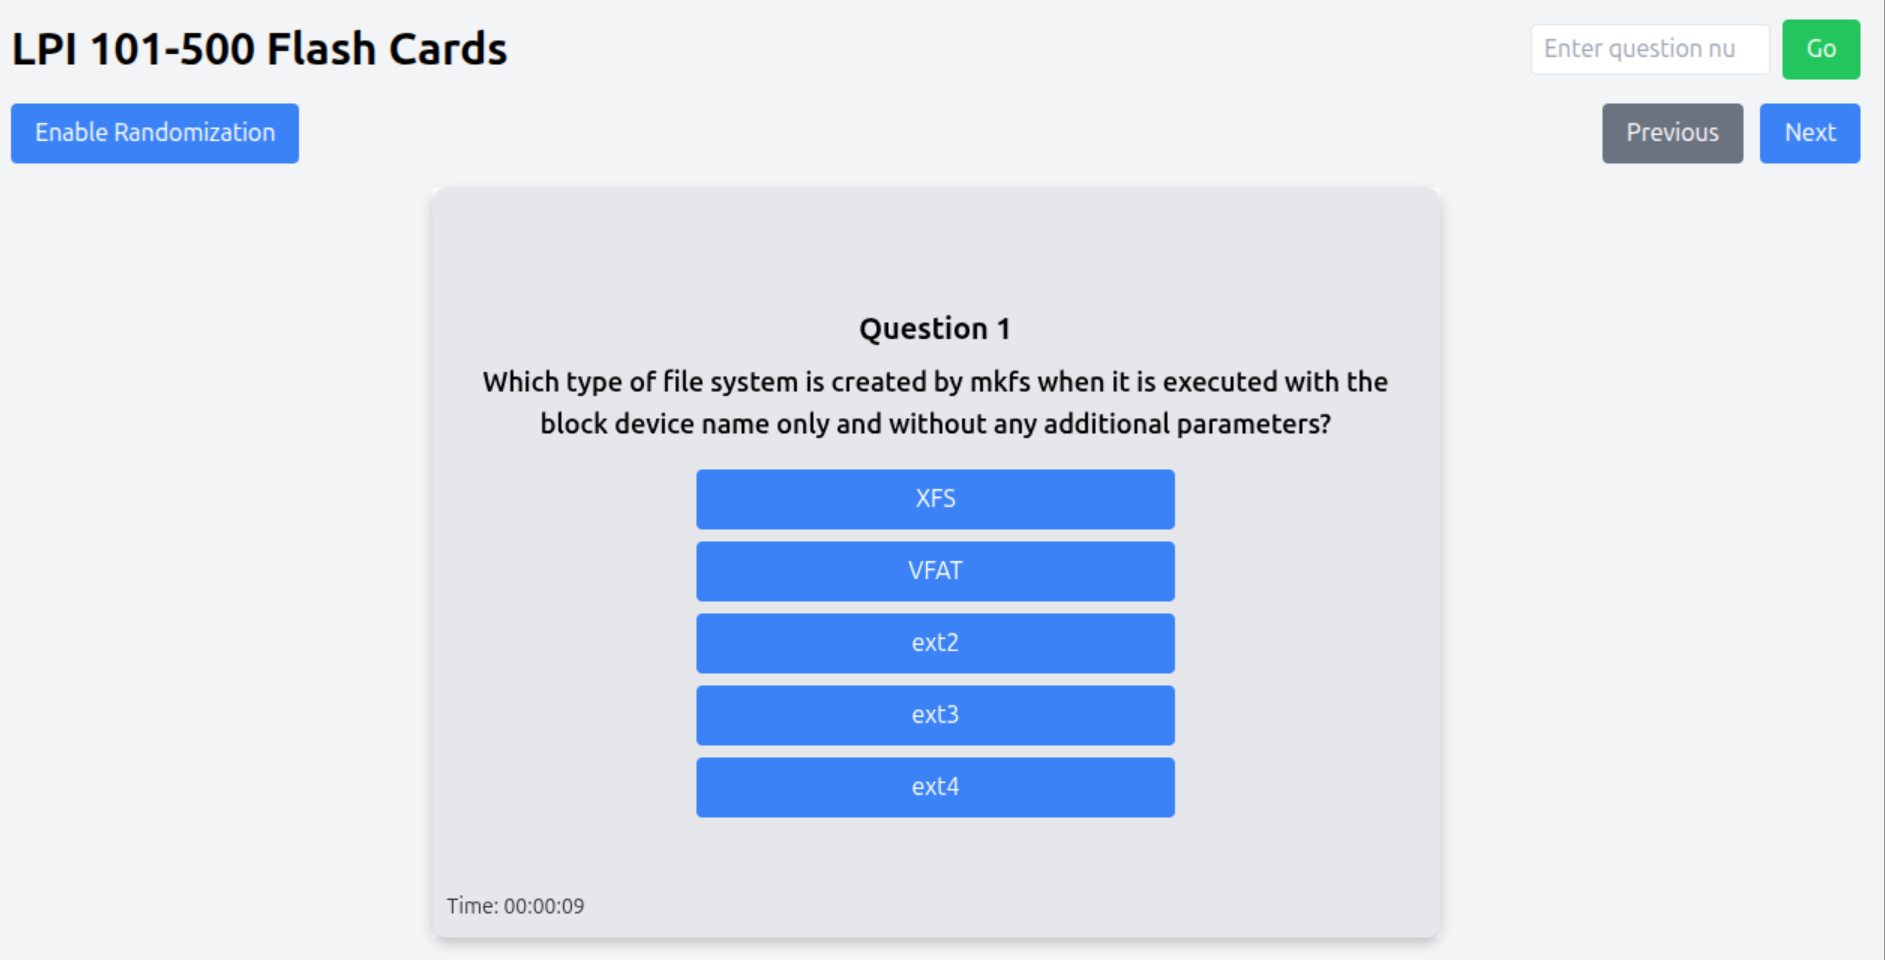 LPI 101-500 Flash Cards
Enter question nu
Go
Enable Randomization
Previous
Next
Question 1
Which type of file system is created by mkfs when it is executed with the
block device name only and without any additional parameters?
XFS
VFAT
ext2
ext3
ext4
Time: 00:00:09